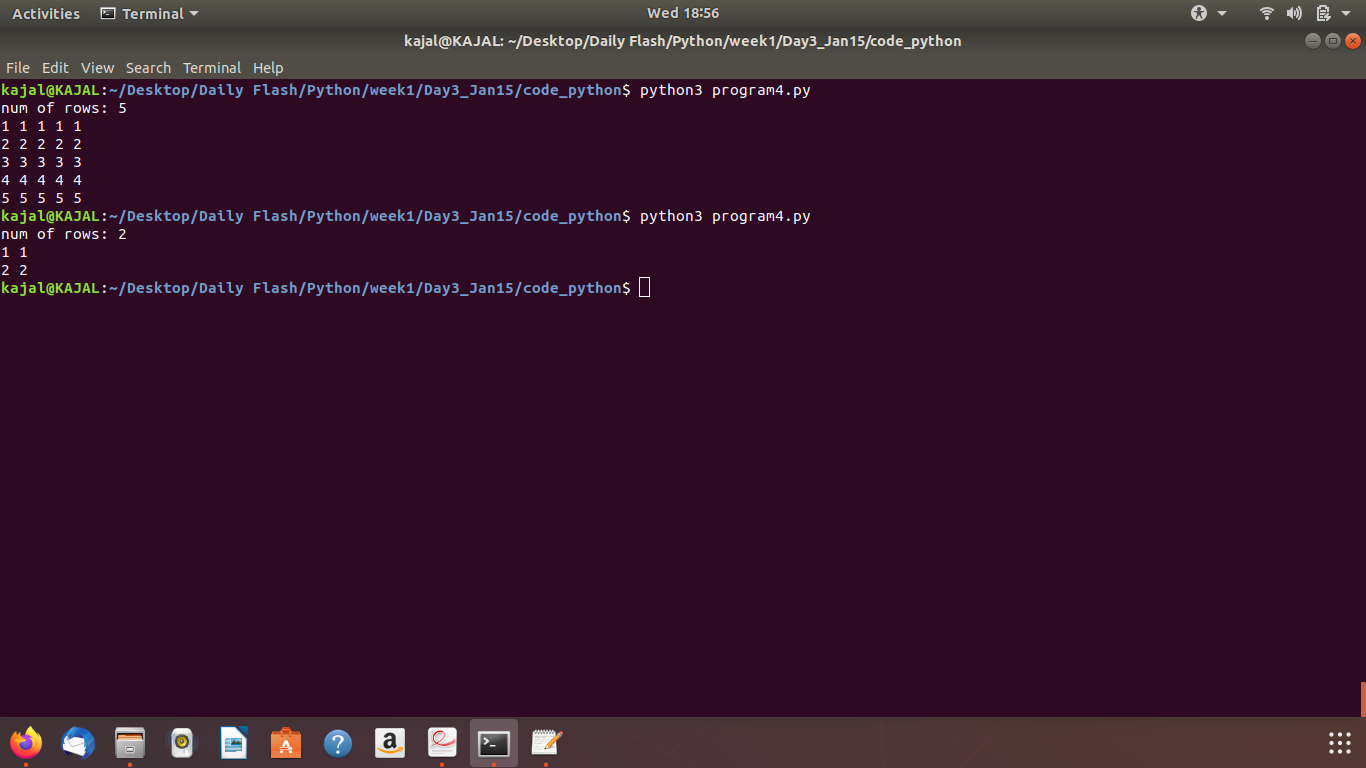 Activities Terminal Wed 18:56
kajal@KAJAL: ~/Desktop/Daily Flash/Python/week1/Day3_Jan15/code_python
File Edit View Search Terminal Help
kajal@KAJAL:~/Desktop/Daily Flash/Python/week1/Day3_Jan15/code_python$ python3 program4.py
num of rows: 5
1 1 1 1 1
2 2 2 2 2
3 3 3 3 3
4 4 4 4 4
5 5 5 5 5
kajal@KAJAL:~/Desktop/Daily Flash/Python/week1/Day3_Jan15/code_python$ python3 program4.py
num of rows: 2
1 1
2 2
kajal@KAJAL:~/Desktop/Daily Flash/Python/week1/Day3_Jan15/code_python$